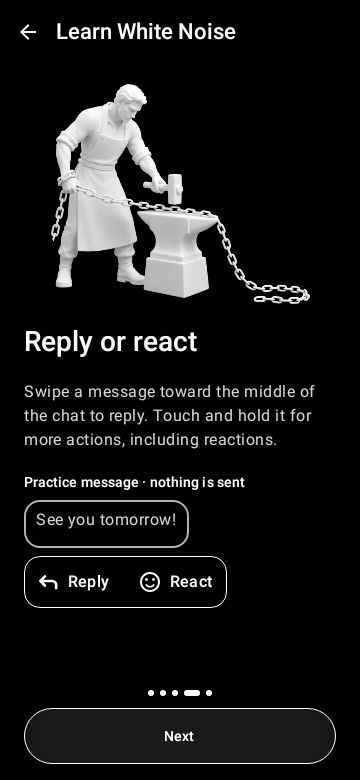 Learn White Noise
Reply or react
Swipe a message toward the middle of
the chat to reply. Touch and hold it for
more actions, including reactions.
Practice message · nothing is sent
See you tomorrow!
Reply
React
Next